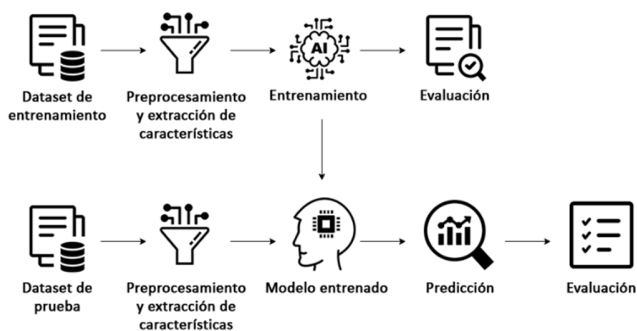 AI
Dataset de
entrenamiento
Preprocesamiento
y extracción de
características
Entrenamiento
Evaluación
Dataset de
prueba
Preprocesamiento
y extracción de
características
Modelo entrenado
Predicción
Evaluación